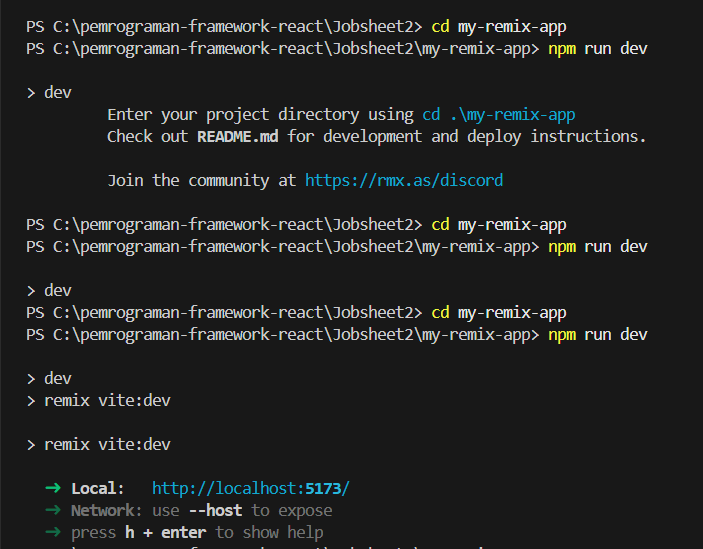 PS C:\pemrograman-framework-react\Jobsheet2> cd my-remix-app
PS C:\pemrograman-framework-react\Jobsheet2\my-remix-app> npm run dev
> dev
Enter your project directory using cd .\my-remix-app
Check out README.md for development and deploy instructions.
Join the community at https://rmx.as/discord
PS C:\pemrograman-framework-react\Jobsheet2> cd my-remix-app
PS C:\pemrograman-framework-react\Jobsheet2\my-remix-app> npm run dev
> dev
PS C:\pemrograman-framework-react\Jobsheet2> cd my-remix-app
PS C:\pemrograman-framework-react\Jobsheet2\my-remix-app> npm run dev
> dev
> remix vite:dev
> remix vite:dev
➜ Local: http://localhost:5173/
➜ Network: use --host to expose
➜ press h + enter to show help